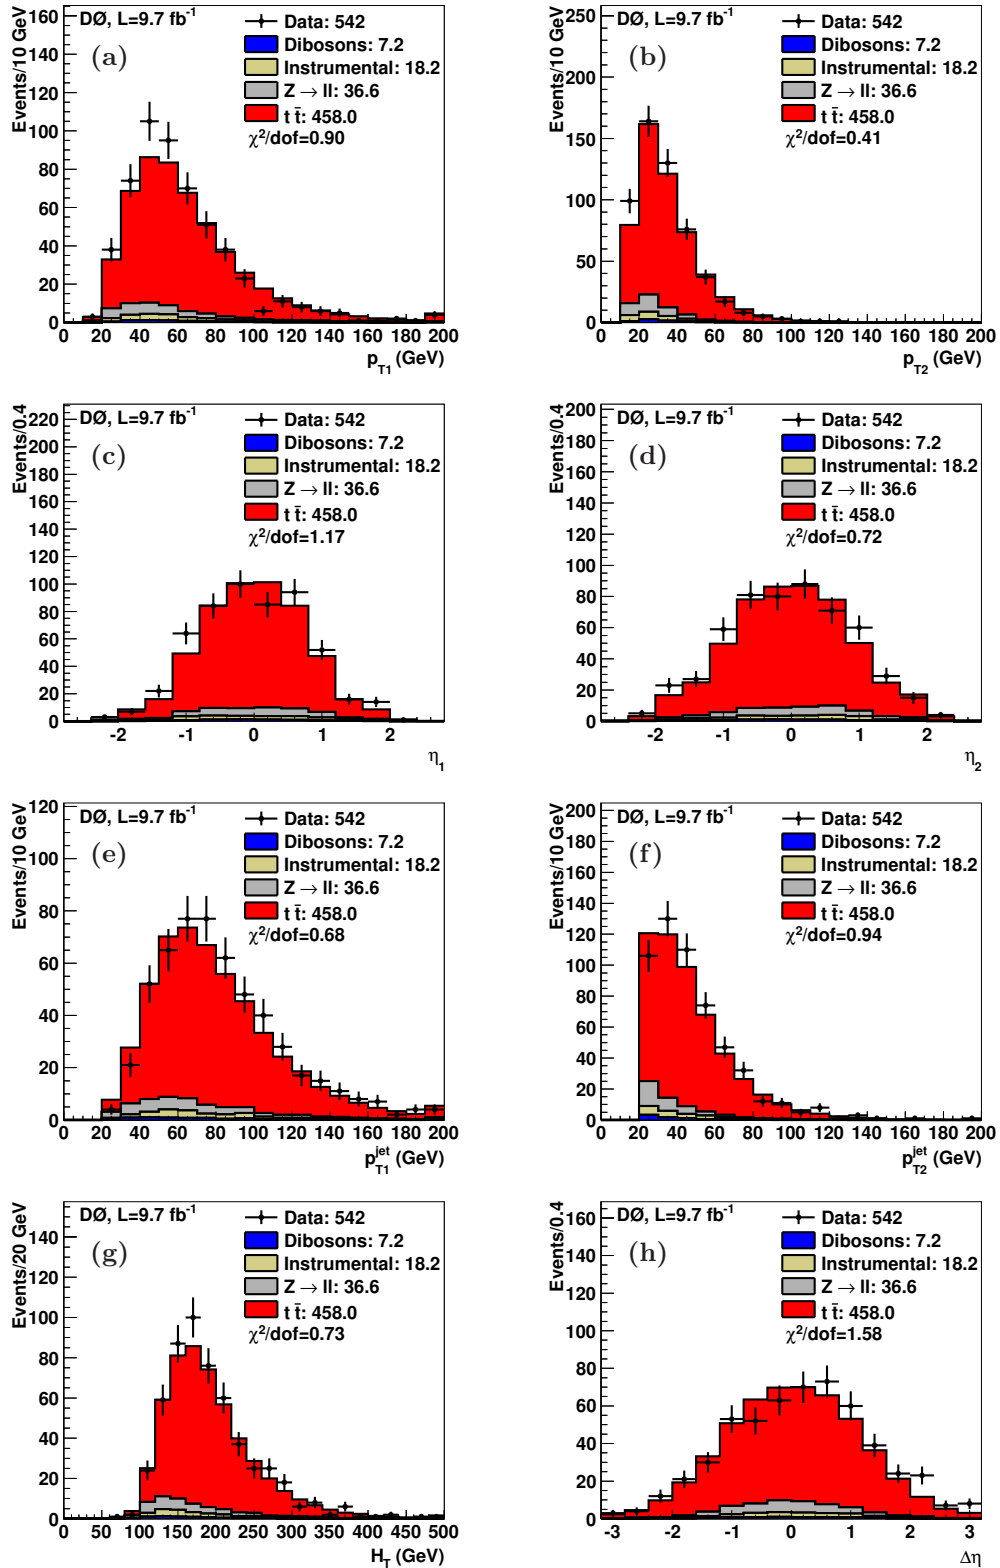 DØ, L=9.7 fb⁻¹
(a)
Data: 542
Dibosons: 7.2
Instrumental: 18.2
Z → ll: 36.6
t t̄: 458.0
χ²/dof=0.90
Events/10 GeV
160
140
120
100
80
60
40
20
0
0 20 40 60 80 100 120 140 160 180 200
p_T1 (GeV)
DØ, L=9.7 fb⁻¹
(b)
Data: 542
Dibosons: 7.2
Instrumental: 18.2
Z → ll: 36.6
t t̄: 458.0
χ²/dof=0.41
Events/10 GeV
250
200
150
100
50
0
0 20 40 60 80 100 120 140 160 180 200
p_T2 (GeV)
DØ, L=9.7 fb⁻¹
(c)
Data: 542
Dibosons: 7.2
Instrumental: 18.2
Z → ll: 36.6
t t̄: 458.0
χ²/dof=1.17
Events/0.4
220
200
180
160
140
120
100
80
60
40
20
0
-2 -1 0 1 2
η₁
DØ, L=9.7 fb⁻¹
(d)
Data: 542
Dibosons: 7.2
Instrumental: 18.2
Z → ll: 36.6
t t̄: 458.0
χ²/dof=0.72
Events/0.4
200
180
160
140
120
100
80
60
40
20
0
-2 -1 0 1 2
η₂
DØ, L=9.7 fb⁻¹
(e)
Data: 542
Dibosons: 7.2
Instrumental: 18.2
Z → ll: 36.6
t t̄: 458.0
χ²/dof=0.68
Events/10 GeV
120
100
80
60
40
20
0
0 20 40 60 80 100 120 140 160 180 200
p_T1^jet (GeV)
DØ, L=9.7 fb⁻¹
(f)
Data: 542
Dibosons: 7.2
Instrumental: 18.2
Z → ll: 36.6
t t̄: 458.0
χ²/dof=0.94
Events/10 GeV
200
180
160
140
120
100
80
60
40
20
0
0 20 40 60 80 100 120 140 160 180 200
p_T2^jet (GeV)
DØ, L=9.7 fb⁻¹
(g)
Data: 542
Dibosons: 7.2
Instrumental: 18.2
Z → ll: 36.6
t t̄: 458.0
χ²/dof=0.73
Events/20 GeV
140
120
100
80
60
40
20
0
0 50 100 150 200 250 300 350 400 450 500
H_T (GeV)
DØ, L=9.7 fb⁻¹
(h)
Data: 542
Dibosons: 7.2
Instrumental: 18.2
Z → ll: 36.6
t t̄: 458.0
χ²/dof=1.58
Events/0.4
160
140
120
100
80
60
40
20
0
-3 -2 -1 0 1 2 3
Δη